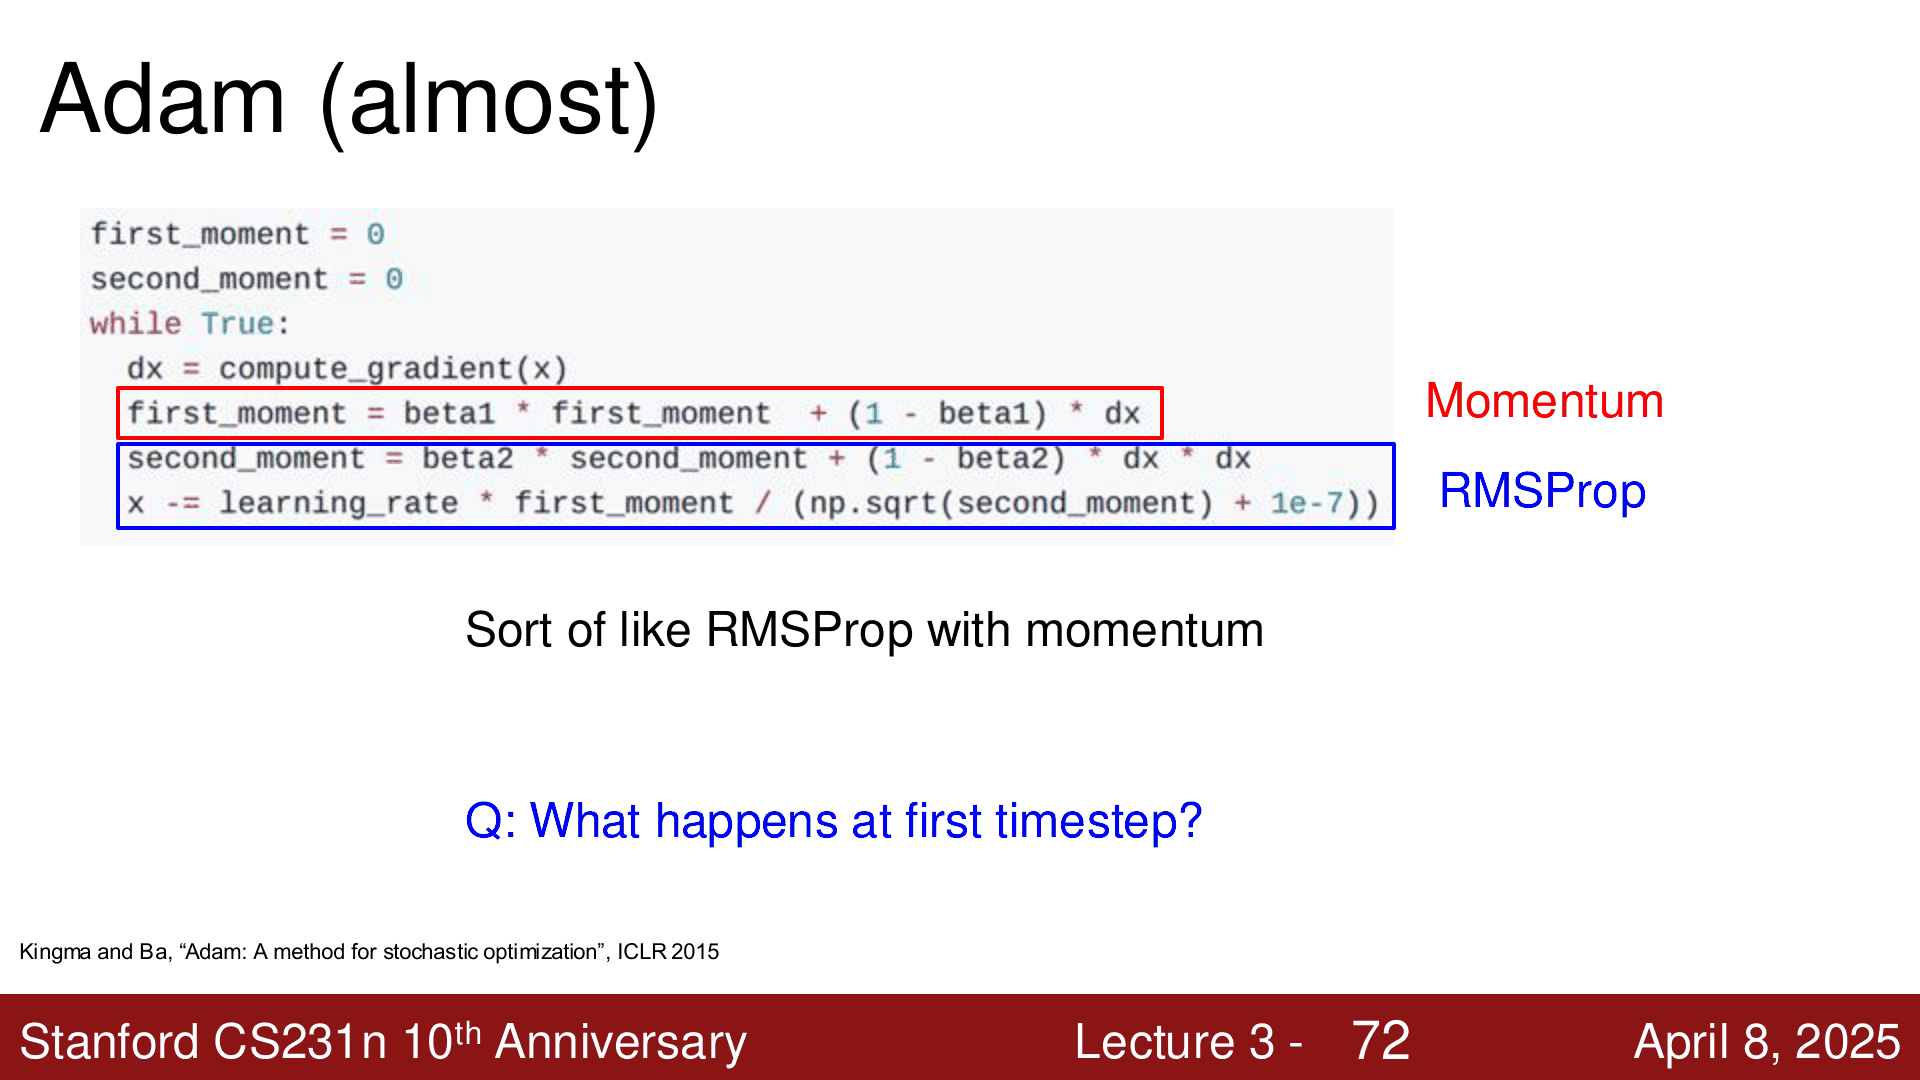 Adam (almost)
first_moment = 0
second_moment = 0
while True:
  dx = compute_gradient(x)
  first_moment = beta1 * first_moment  + (1 - beta1) * dx
  second_moment = beta2 * second_moment + (1 - beta2) * dx * dx
  x -= learning_rate * first_moment / (np.sqrt(second_moment) + 1e-7))
Momentum
RMSProp
Sort of like RMSProp with momentum
Q: What happens at first timestep?
Kingma and Ba, “Adam: A method for stochastic optimization”, ICLR 2015
Stanford CS231n 10th Anniversary
Lecture 3 - 72
April 8, 2025